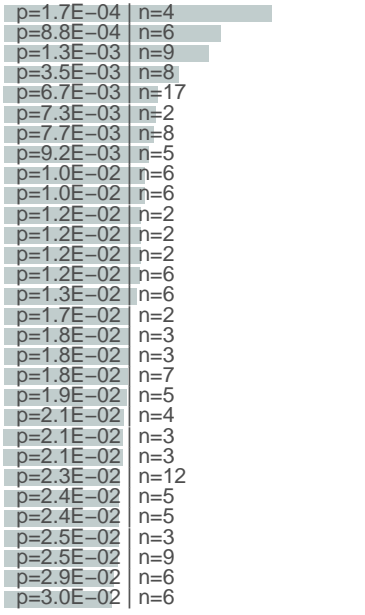 p=1.7E−04 | n=4
p=8.8E−04 | n=6
p=1.3E−03 | n=9
p=3.5E−03 | n=8
p=6.7E−03 | n=17
p=7.3E−03 | n=2
p=7.7E−03 | n=8
p=9.2E−03 | n=5
p=1.0E−02 | n=6
p=1.0E−02 | n=6
p=1.2E−02 | n=2
p=1.2E−02 | n=2
p=1.2E−02 | n=2
p=1.2E−02 | n=6
p=1.3E−02 | n=6
p=1.7E−02 | n=2
p=1.8E−02 | n=3
p=1.8E−02 | n=3
p=1.8E−02 | n=7
p=1.9E−02 | n=5
p=2.1E−02 | n=4
p=2.1E−02 | n=3
p=2.1E−02 | n=3
p=2.3E−02 | n=12
p=2.4E−02 | n=5
p=2.4E−02 | n=5
p=2.5E−02 | n=3
p=2.5E−02 | n=9
p=2.9E−02 | n=6
p=3.0E−02 | n=6